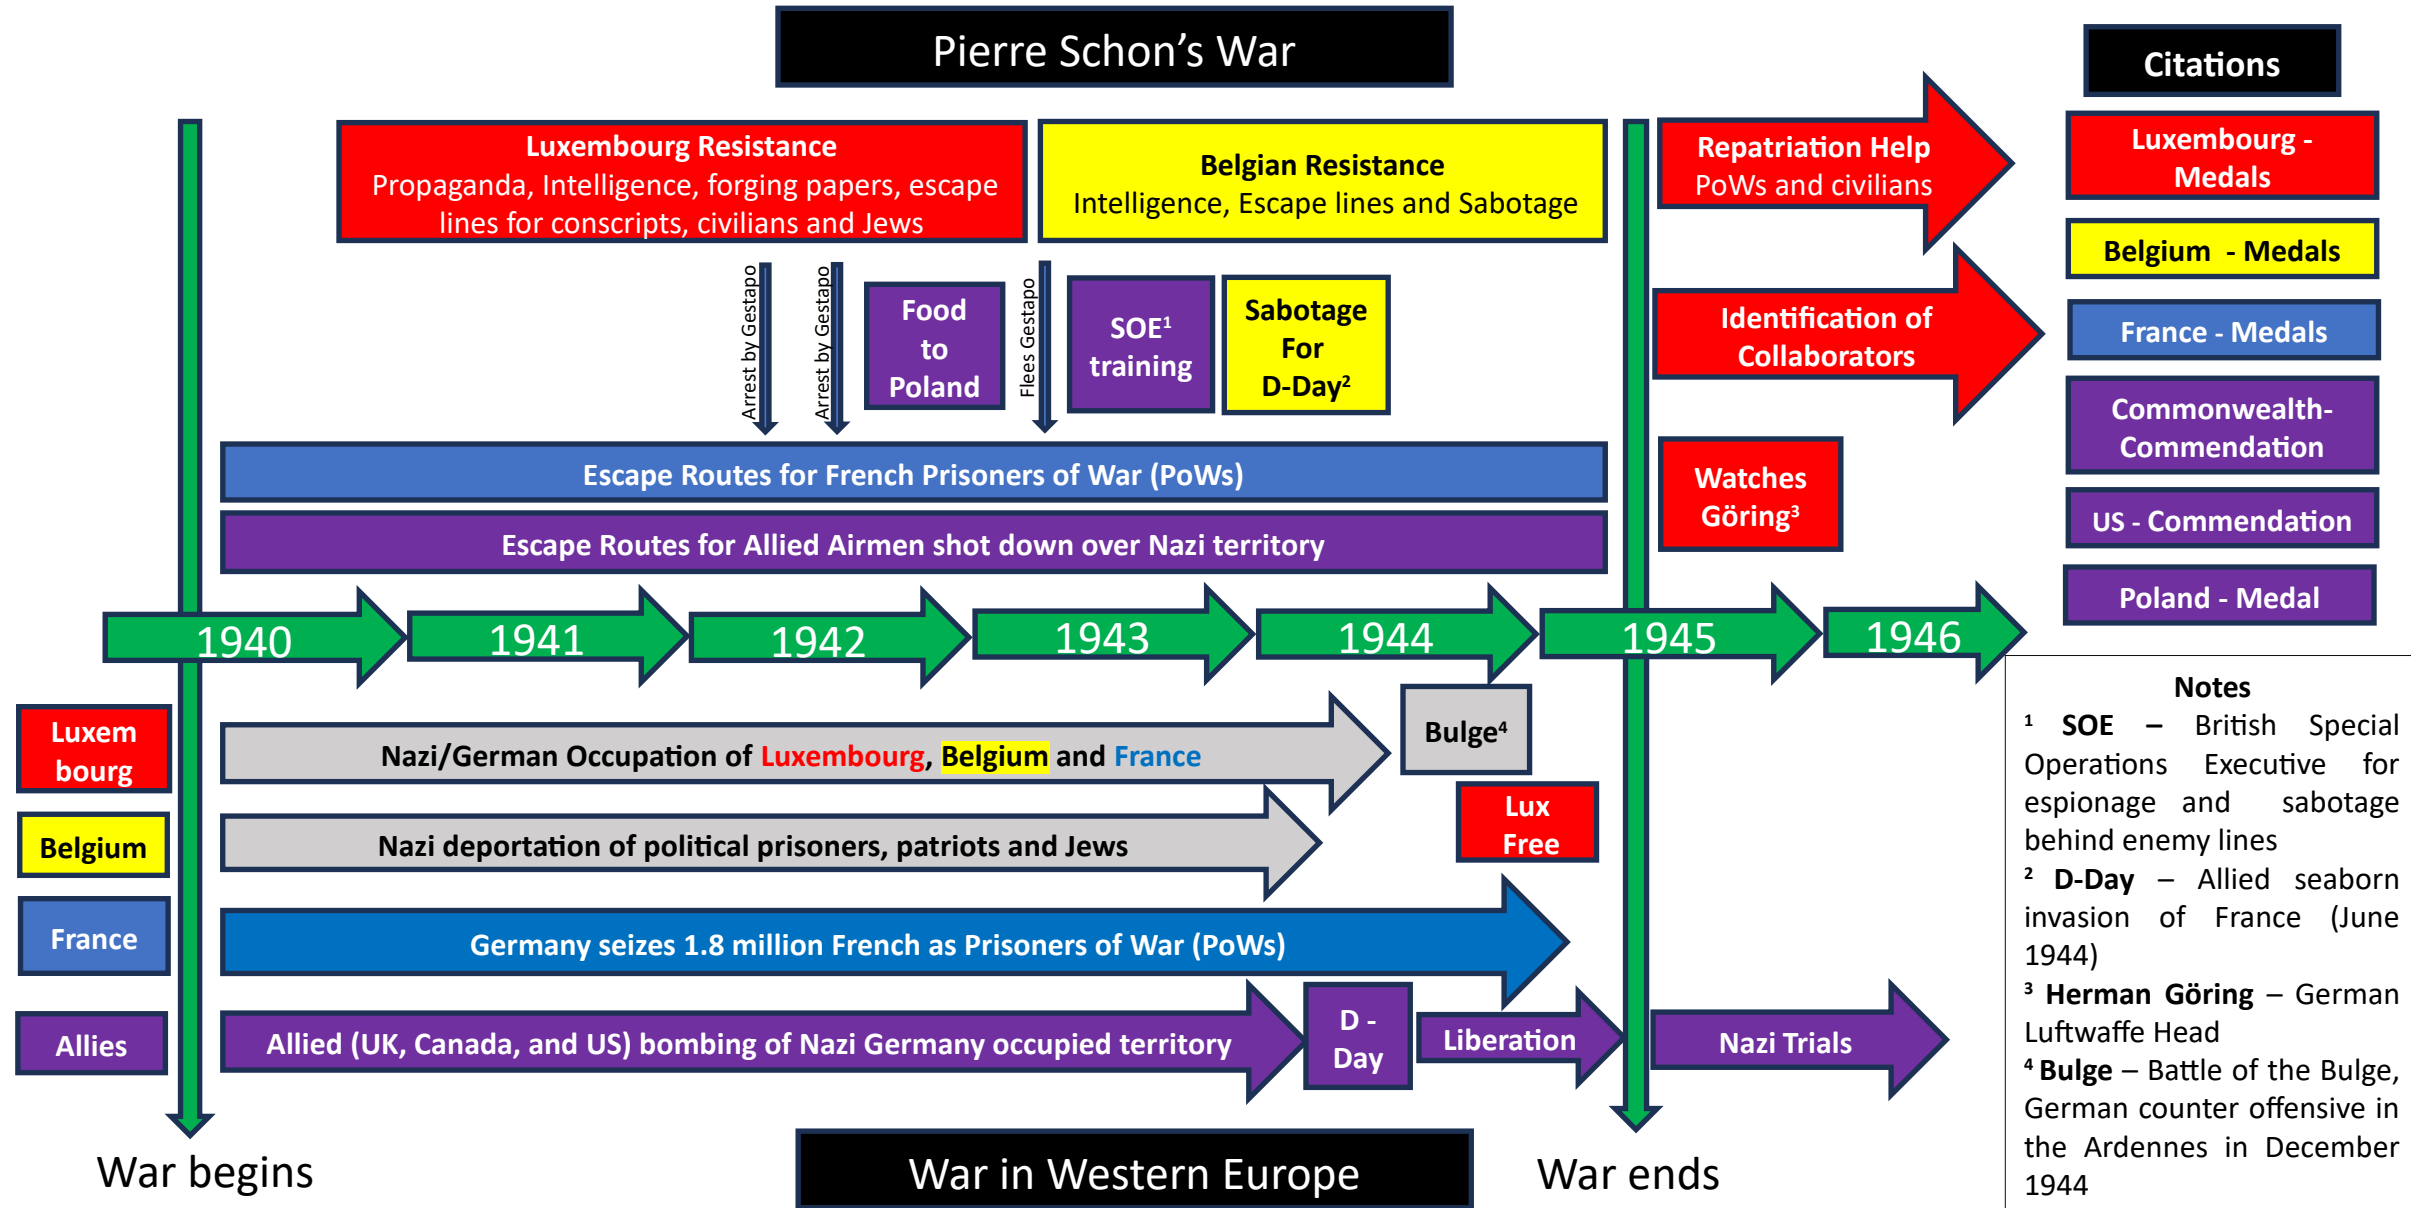 Pierre Schon’s War
Citations
Luxembourg Resistance
Propaganda, Intelligence, forging papers, escape
lines for conscripts, civilians and Jews
Belgian Resistance
Intelligence, Escape lines and Sabotage
Repatriation Help
PoWs and civilians
Luxembourg -
Medals
Belgium - Medals
France - Medals
Commonwealth-
Commendation
US - Commendation
Poland - Medal
Arrest by Gestapo
Arrest by Gestapo
Food
to
Poland
Flees Gestapo
SOE¹
training
Sabotage
For
D-Day²
Identification of
Collaborators
Escape Routes for French Prisoners of War (PoWs)
Watches
Göring³
Escape Routes for Allied Airmen shot down over Nazi territory
1940
1941
1942
1943
1944
1945
1946
Luxem
bourg
Nazi/German Occupation of Luxembourg, Belgium and France
Bulge⁴
Belgium
Nazi deportation of political prisoners, patriots and Jews
Lux
Free
France
Germany seizes 1.8 million French as Prisoners of War (PoWs)
Allies
Allied (UK, Canada, and US) bombing of Nazi Germany occupied territory
D -
Day
Liberation
Nazi Trials
War begins
War in Western Europe
War ends
Notes
¹ SOE – British Special
Operations Executive for
espionage and sabotage
behind enemy lines
² D-Day – Allied seaborn
invasion of France (June
1944)
³ Herman Göring – German
Luftwaffe Head
⁴ Bulge – Battle of the Bulge,
German counter offensive in
the Ardennes in December
1944